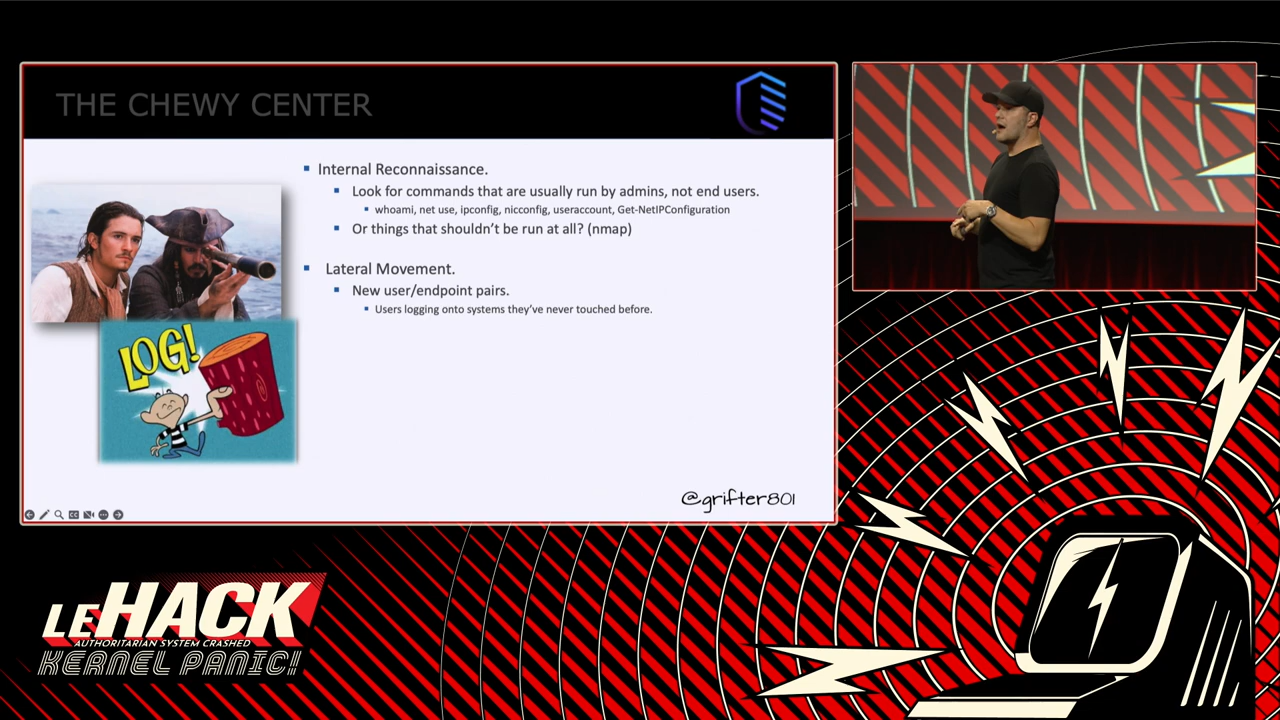 THE CHEWY CENTER
Internal Reconnaissance.
Look for commands that are usually run by admins, not end users.
whoami, net use, ipconfig, nicconfig, useraccount, Get-NetIPConfiguration
Or things that shouldn't be run at all? (nmap)
Lateral Movement.
New user/endpoint pairs.
Users logging onto systems they've never touched before.
LOG!
@grifter801
LEHACK
AUTHORITARIAN SYSTEM CRASHED
KERNEL PANIC!